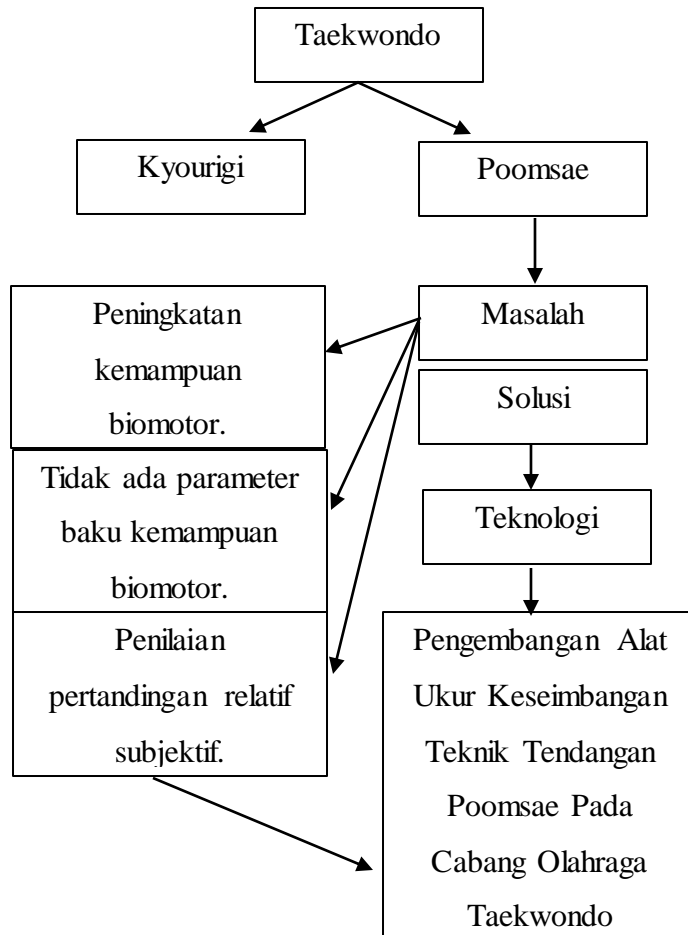 Taekwondo
Kyourigi
Poomsae
Masalah
Peningkatan
kemampuan
biomotor.
Solusi
Tidak ada parameter
baku kemampuan
biomotor.
Teknologi
Penilaian
pertandingan relatif
subjektif.
Pengembangan Alat
Ukur Keseimbangan
Teknik Tendangan
Poomsae Pada
Cabang Olahraga
Taekwondo